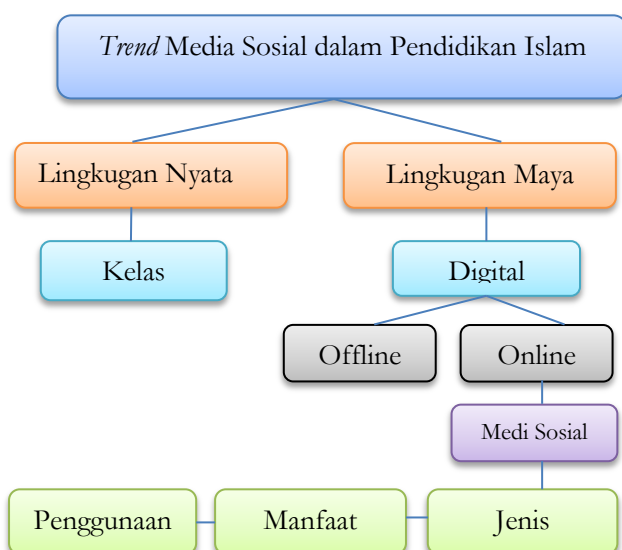 Trend Media Sosial dalam Pendidikan Islam
Lingkugan Nyata
Lingkugan Maya
Kelas
Digital
Offline
Online
Medi Sosial
Penggunaan
Manfaat
Jenis